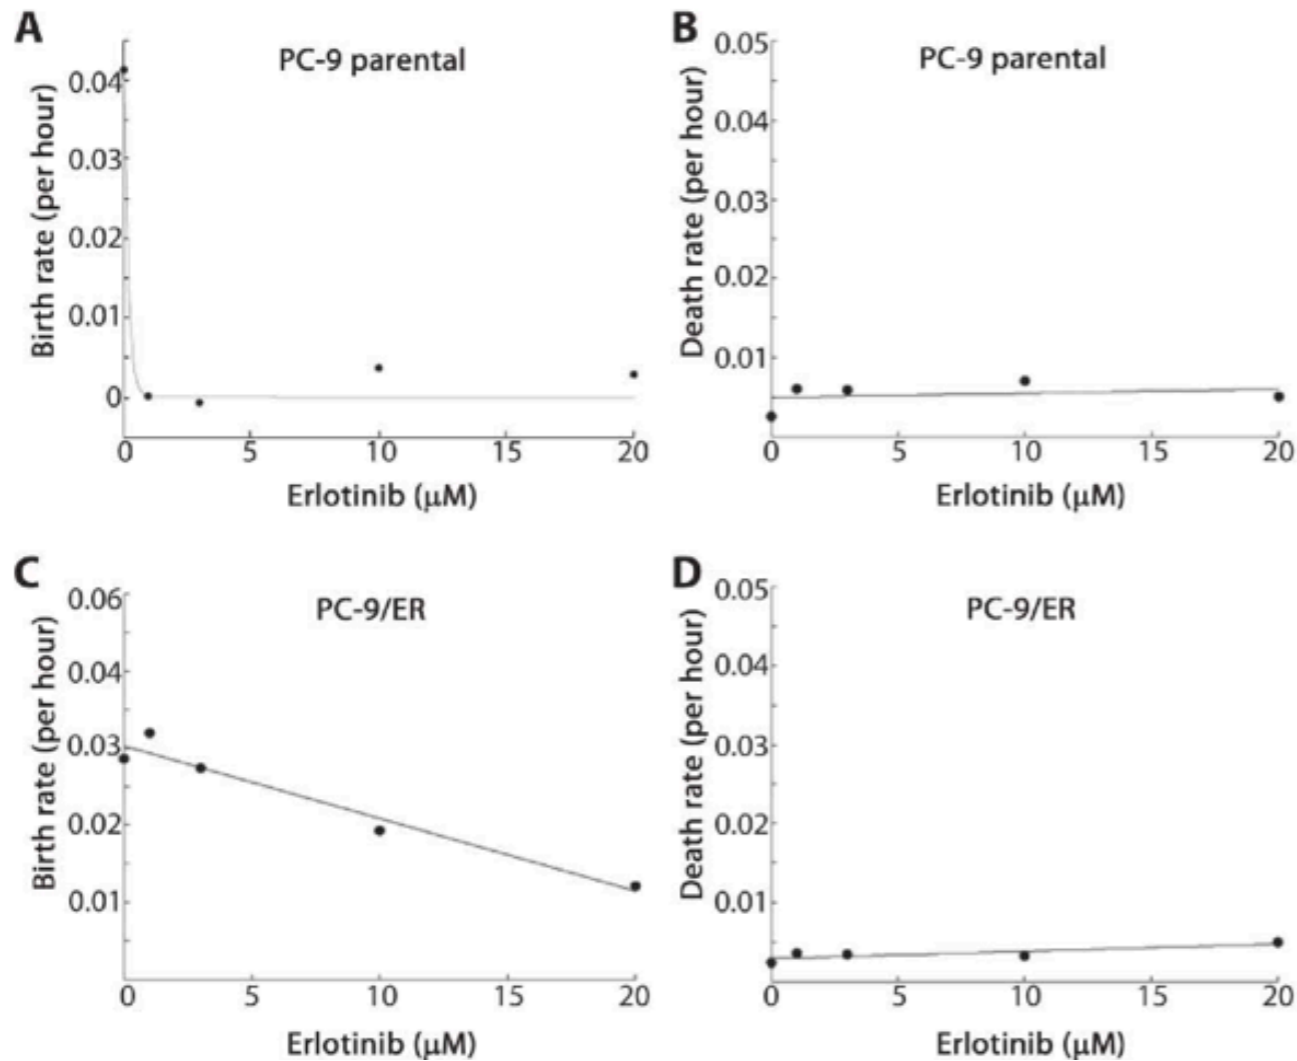 A
PC-9 parental
Birth rate (per hour)
0.04
0.03
0.02
0.01
0
0 5 10 15 20
Erlotinib (μM)
B
PC-9 parental
Death rate (per hour)
0.05
0.04
0.03
0.02
0.01
0 5 10 15 20
Erlotinib (μM)
C
PC-9/ER
Birth rate (per hour)
0.06
0.04
0.03
0.02
0.01
0 5 10 15 20
Erlotinib (μM)
D
PC-9/ER
Death rate (per hour)
0.05
0.04
0.03
0.02
0.01
0 5 10 15 20
Erlotinib (μM)